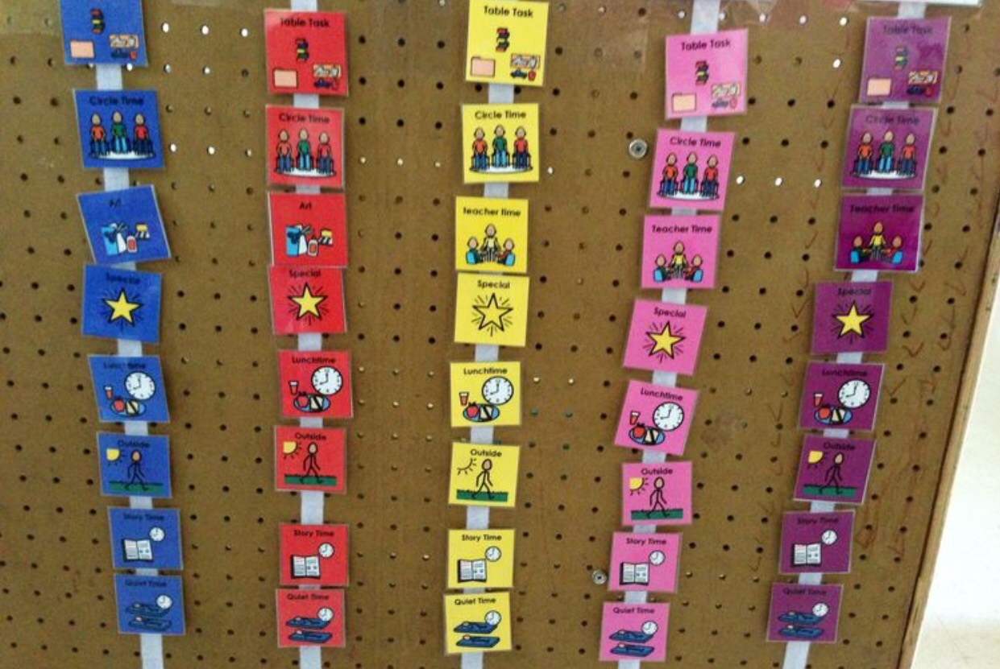 Circle Time
Art
Special
Lunchtime
Outside
Story Time
Quiet Time
Table Task
Circle Time
Art
Special
Lunchtime
Outside
Story Time
Quiet Time
Table Task
Circle Time
teacher time
Special
Lunchtime
Outside
Story Time
Quiet Time
Table Task
Circle Time
Teacher Time
Special
Lunchtime
Outside
Story Time
Quiet Time
Table Task
Circle Time
Teacher Time
Special
Lunchtime
Outside
Story Time
Quiet Time